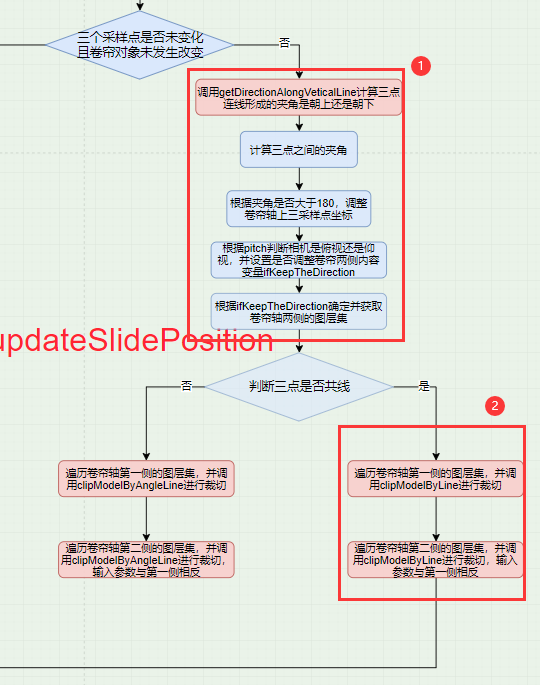 三个采样点是否未变化
且卷帘对象未发生改变
否
1
调用getDirectionAlongVeticalLine计算三点
连线形成的夹角是朝上还是朝下
计算三点之间的夹角
根据夹角是否大于180，调整
卷帘轴上三采样点坐标
根据pitch判断相机是俯视还是仰
视，并设置是否调整卷帘两侧内容
变量ifKeepTheDirection
根据ifKeepTheDirection确定并获取
卷帘轴两侧的图层集
updateSlidePosition
判断三点是否共线
否
是
2
遍历卷帘轴第一侧的图层集，并调
用clipModelByAngleLine进行裁切
遍历卷帘轴第一侧的图层集，并调
用clipModelByLine进行裁切
遍历卷帘轴第二侧的图层集，并调
用clipModelByAngleLine进行裁切，
输入参数与第一侧相反
遍历卷帘轴第二侧的图层集，并调
用clipModelByLine进行裁切，输入
参数与第一侧相反